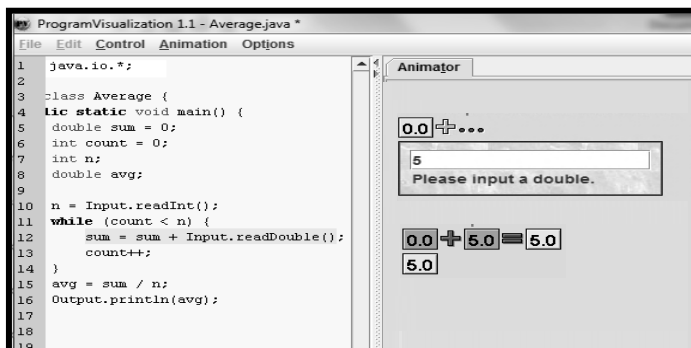 ProgramVisualization 1.1 - Average.java *
File Edit Control Animation Options
1 java.io.*;
2
3 class Average {
4 lic static void main() {
5 double sum = 0;
6 int count = 0;
7 int n;
8 double avg;
9
10 n = Input.readInt();
11 while (count < n) {
12 sum = sum + Input.readDouble();
13 count++;
14 }
15 avg = sum / n;
16 Output.println(avg);
17
18
19
Animator
0.0 + ...
5
Please input a double.
0.0 + 5.0 = 5.0
5.0